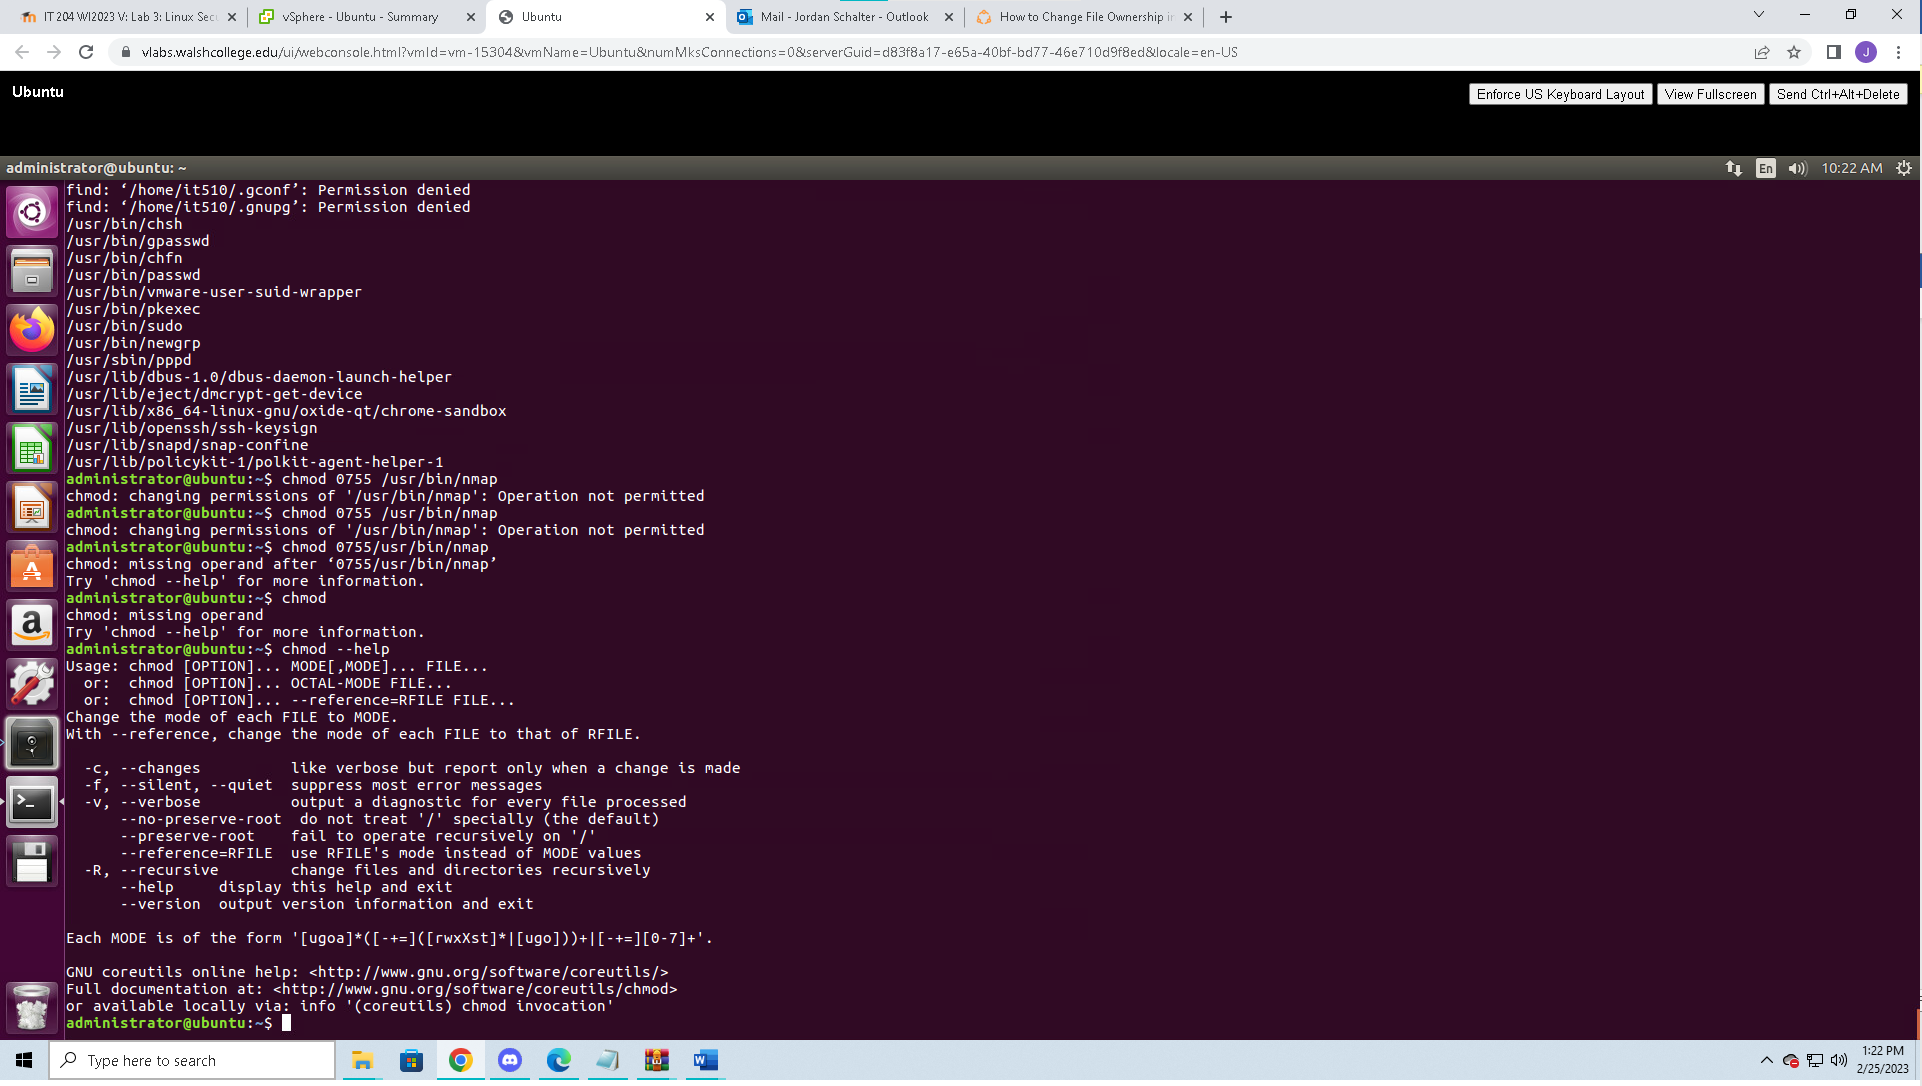 IT 204 WI2023 V: Lab 3: Linux Secu
vSphere - Ubuntu - Summary
Ubuntu
Mail - Jordan Schalter - Outlook
How to Change File Ownership in
vlabs.walshcollege.edu/ui/webconsole.html?vmId=vm-15304&vmName=Ubuntu&numMksConnections=0&serverGuid=d83f8a17-e65a-40bf-bd77-46e710d9f8ed&locale=en-US
J
Ubuntu
Enforce US Keyboard Layout
View Fullscreen
Send Ctrl+Alt+Delete
administrator@ubuntu: ~
En
10:22 AM
find: ‘/home/it510/.gconf’: Permission denied
find: ‘/home/it510/.gnupg’: Permission denied
/usr/bin/chsh
/usr/bin/gpasswd
/usr/bin/chfn
/usr/bin/passwd
/usr/bin/vmware-user-suid-wrapper
/usr/bin/pkexec
/usr/bin/sudo
/usr/bin/newgrp
/usr/sbin/pppd
/usr/lib/dbus-1.0/dbus-daemon-launch-helper
/usr/lib/eject/dmcrypt-get-device
/usr/lib/x86_64-linux-gnu/oxide-qt/chrome-sandbox
/usr/lib/openssh/ssh-keysign
/usr/lib/snapd/snap-confine
/usr/lib/policykit-1/polkit-agent-helper-1
administrator@ubuntu:~$ chmod 0755 /usr/bin/nmap
chmod: changing permissions of '/usr/bin/nmap': Operation not permitted
administrator@ubuntu:~$ chmod 0755 /usr/bin/nmap
chmod: changing permissions of '/usr/bin/nmap': Operation not permitted
administrator@ubuntu:~$ chmod 0755/usr/bin/nmap
chmod: missing operand after ‘0755/usr/bin/nmap’
Try 'chmod --help' for more information.
administrator@ubuntu:~$ chmod
chmod: missing operand
Try 'chmod --help' for more information.
administrator@ubuntu:~$ chmod --help
Usage: chmod [OPTION]... MODE[,MODE]... FILE...
  or:  chmod [OPTION]... OCTAL-MODE FILE...
  or:  chmod [OPTION]... --reference=RFILE FILE...
Change the mode of each FILE to MODE.
With --reference, change the mode of each FILE to that of RFILE.
  -c, --changes          like verbose but report only when a change is made
  -f, --silent, --quiet  suppress most error messages
  -v, --verbose          output a diagnostic for every file processed
      --no-preserve-root  do not treat '/' specially (the default)
      --preserve-root    fail to operate recursively on '/'
      --reference=RFILE  use RFILE's mode instead of MODE values
  -R, --recursive        change files and directories recursively
      --help     display this help and exit
      --version  output version information and exit
Each MODE is of the form '[ugoa]*([-+=]([rwxXst]*|[ugo]))+|[-+=][0-7]+'.
GNU coreutils online help: <http://www.gnu.org/software/coreutils/>
Full documentation at: <http://www.gnu.org/software/coreutils/chmod>
or available locally via: info '(coreutils) chmod invocation'
administrator@ubuntu:~$
Type here to search
1:22 PM
2/25/2023